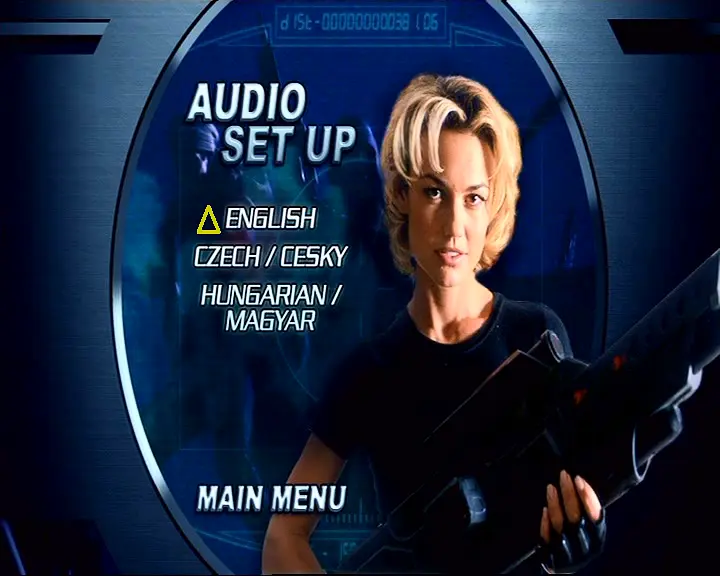 AUDIO
SET UP
ENGLISH
CZECH / CESKY
HUNGARIAN /
MAGYAR
MAIN MENU